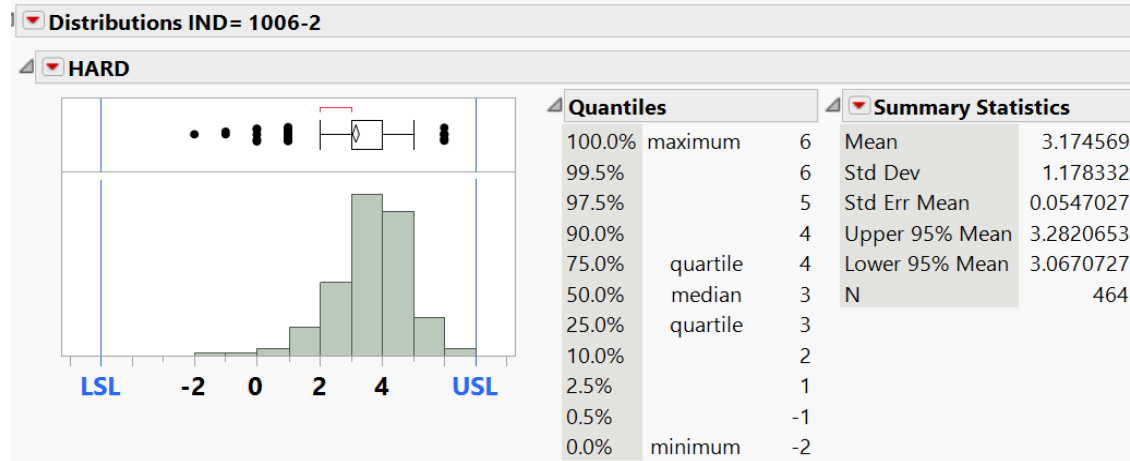 Distributions IND= 1006-2
HARD
LSL -2 0 2 4 USL
Quantiles
100.0% maximum 6
99.5% 6
97.5% 5
90.0% 4
75.0% quartile 4
50.0% median 3
25.0% quartile 3
10.0% 2
2.5% 1
0.5% -1
0.0% minimum -2
Summary Statistics
Mean 3.174569
Std Dev 1.178332
Std Err Mean 0.0547027
Upper 95% Mean 3.2820653
Lower 95% Mean 3.0670727
N 464